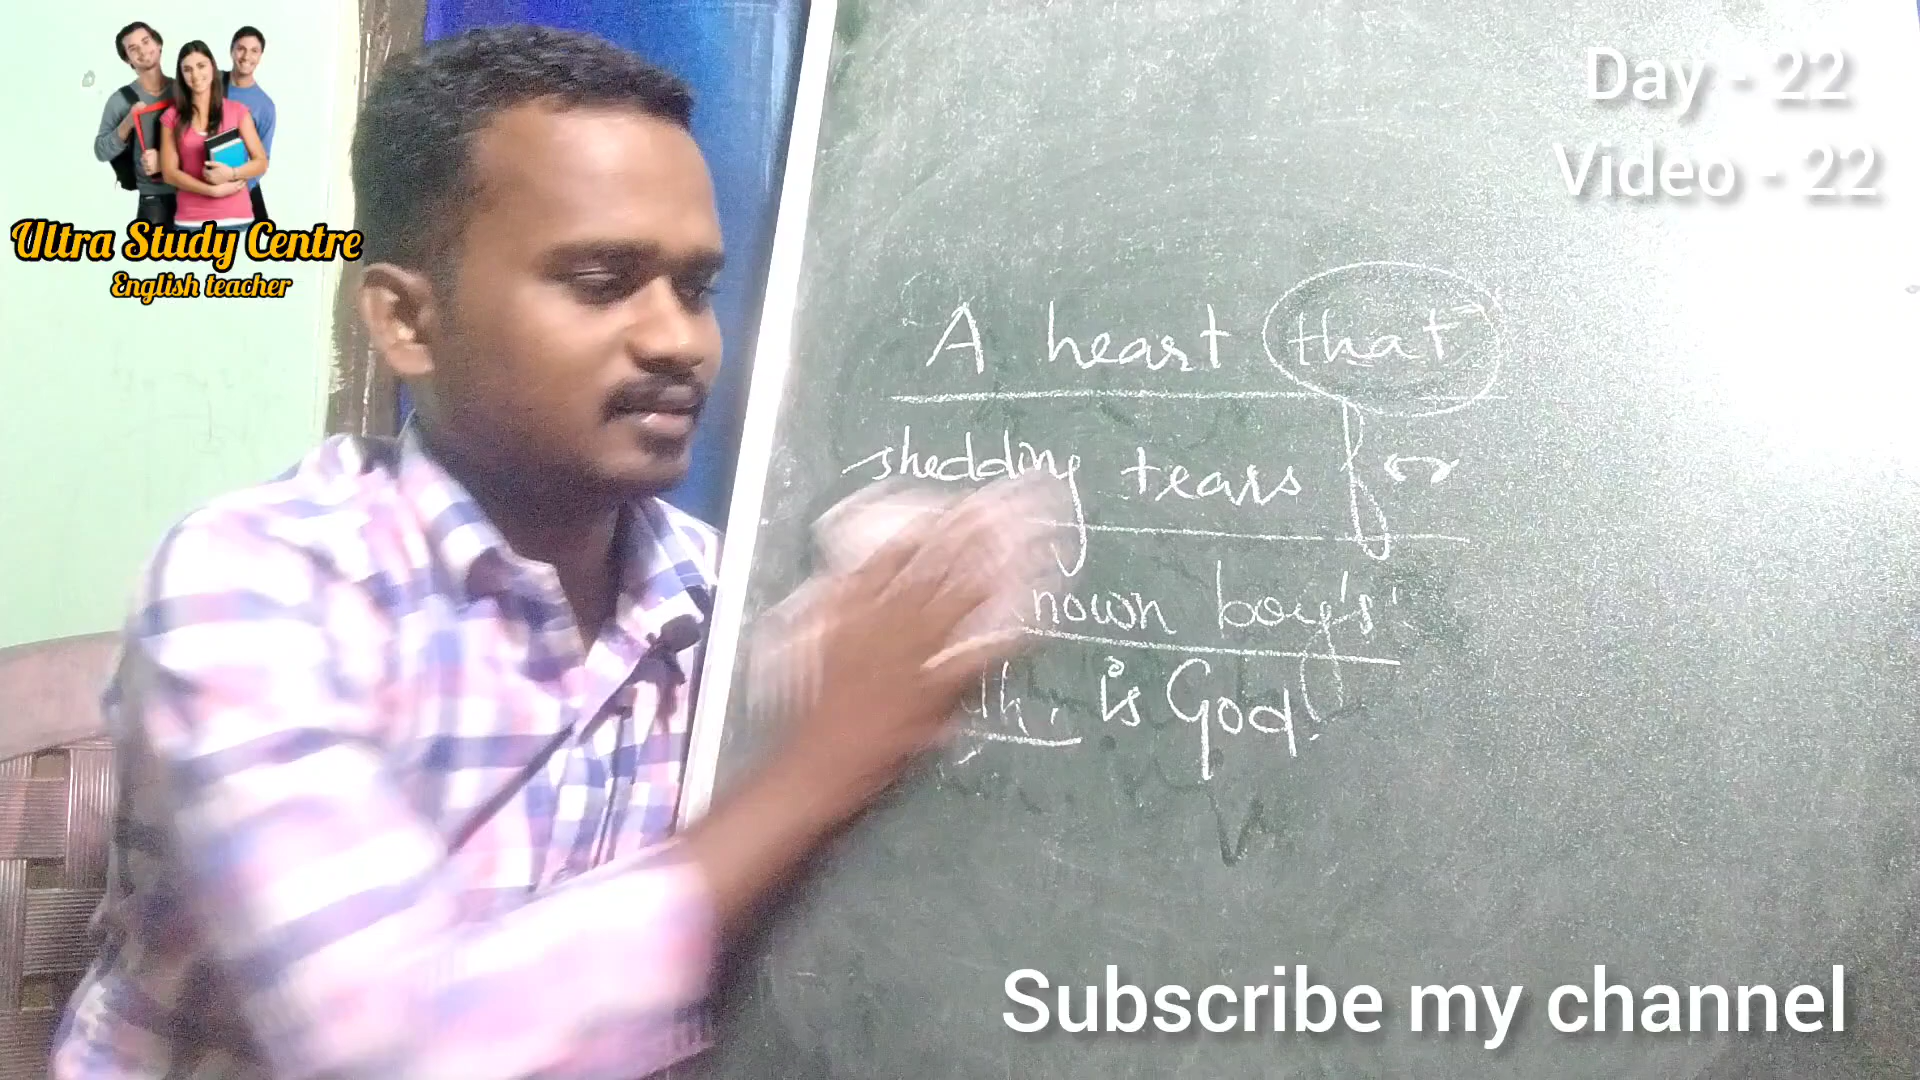 Ultra Study Centre
English teacher
Day - 22
Video - 22
A heart that
shedding tears for
nown boy's
th. is God!
Subscribe my channel